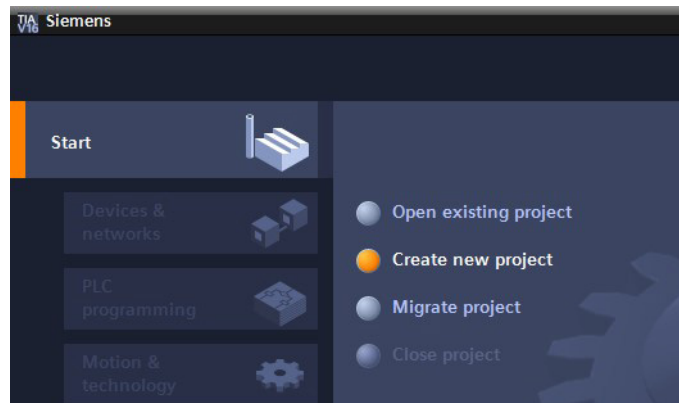 TIA
V16 Siemens
Start
Devices &
networks
PLC
programming
Motion &
technology
Open existing project
Create new project
Migrate project
Close project